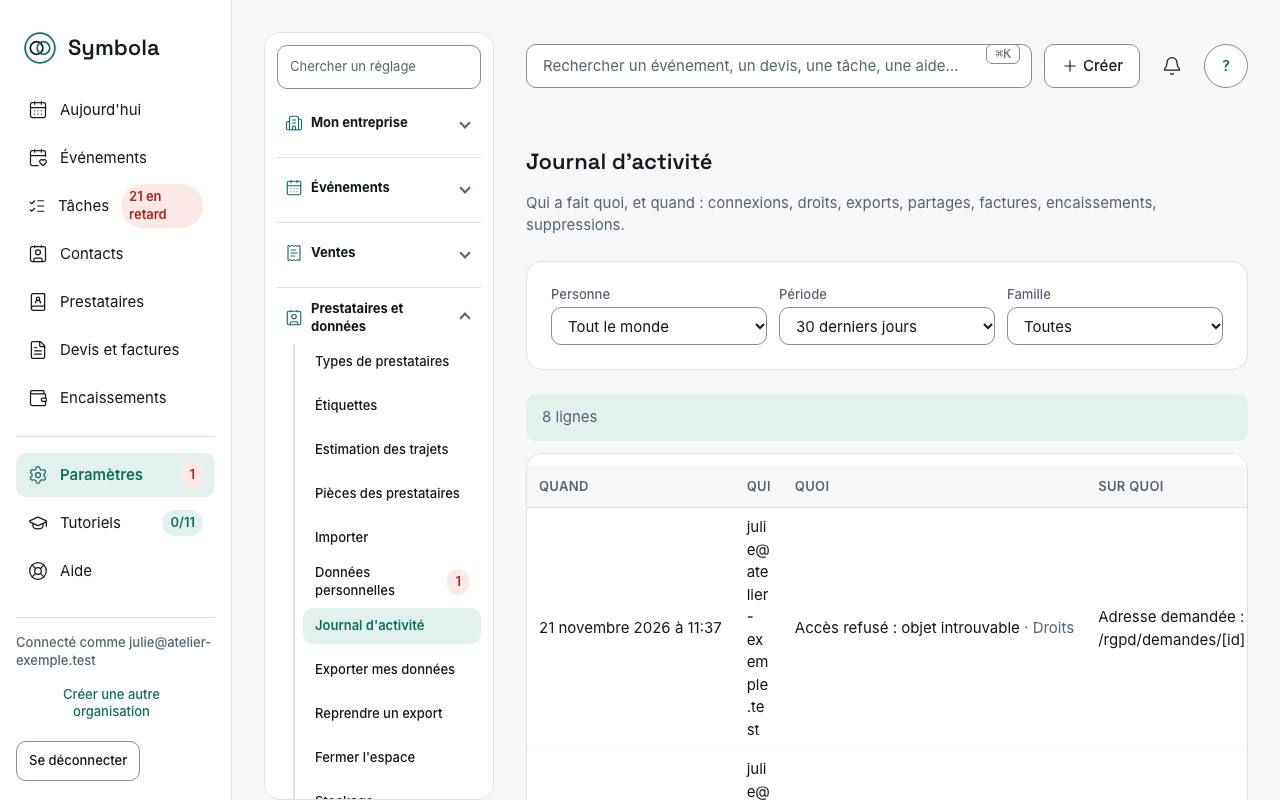 Symbola
Aujourd'hui
Événements
Tâches
21 en
retard
Contacts
Prestataires
Devis et factures
Encaissements
Paramètres
1
Tutoriels
0/11
Aide
Connecté comme julie@atelier-
exemple.test
Créer une autre
organisation
Se déconnecter
Chercher un réglage
Mon entreprise
Événements
Ventes
Prestataires et
données
Types de prestataires
Étiquettes
Estimation des trajets
Pièces des prestataires
Importer
Données
personnelles
1
Journal d'activité
Exporter mes données
Reprendre un export
Fermer l'espace
Stockage
Rechercher un événement, un devis, une tâche, une aide...
⌘K
+ Créer
?
Journal d’activité
Qui a fait quoi, et quand : connexions, droits, exports, partages, factures, encaissements,
suppressions.
Personne
Tout le monde
Période
30 derniers jours
Famille
Toutes
8 lignes
QUAND
QUI
QUOI
SUR QUOI
21 novembre 2026 à 11:37
juli
e@
ate
lier
-
ex
em
ple
.te
st
Accès refusé : objet introuvable · Droits
Adresse demandée :
/rgpd/demandes/[id]
juli
e@